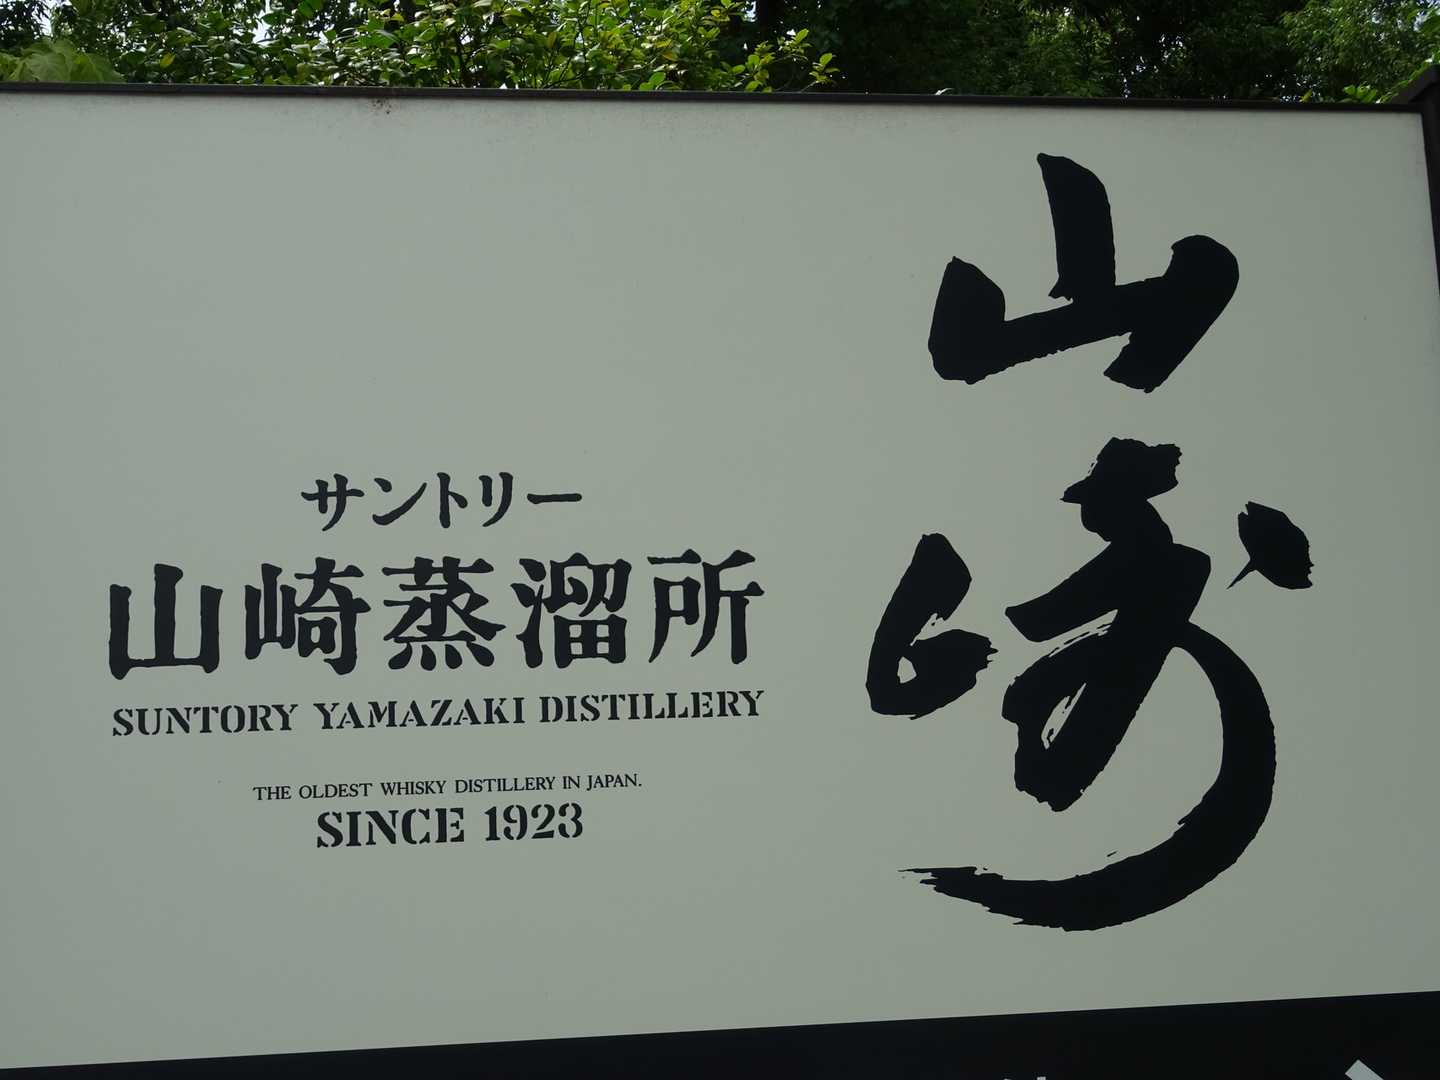 山崎
サントリー
山崎蒸溜所
SUNTORY YAMAZAKI DISTILLERY
THE OLDEST WHISKY DISTILLERY IN JAPAN.
SINCE 1923